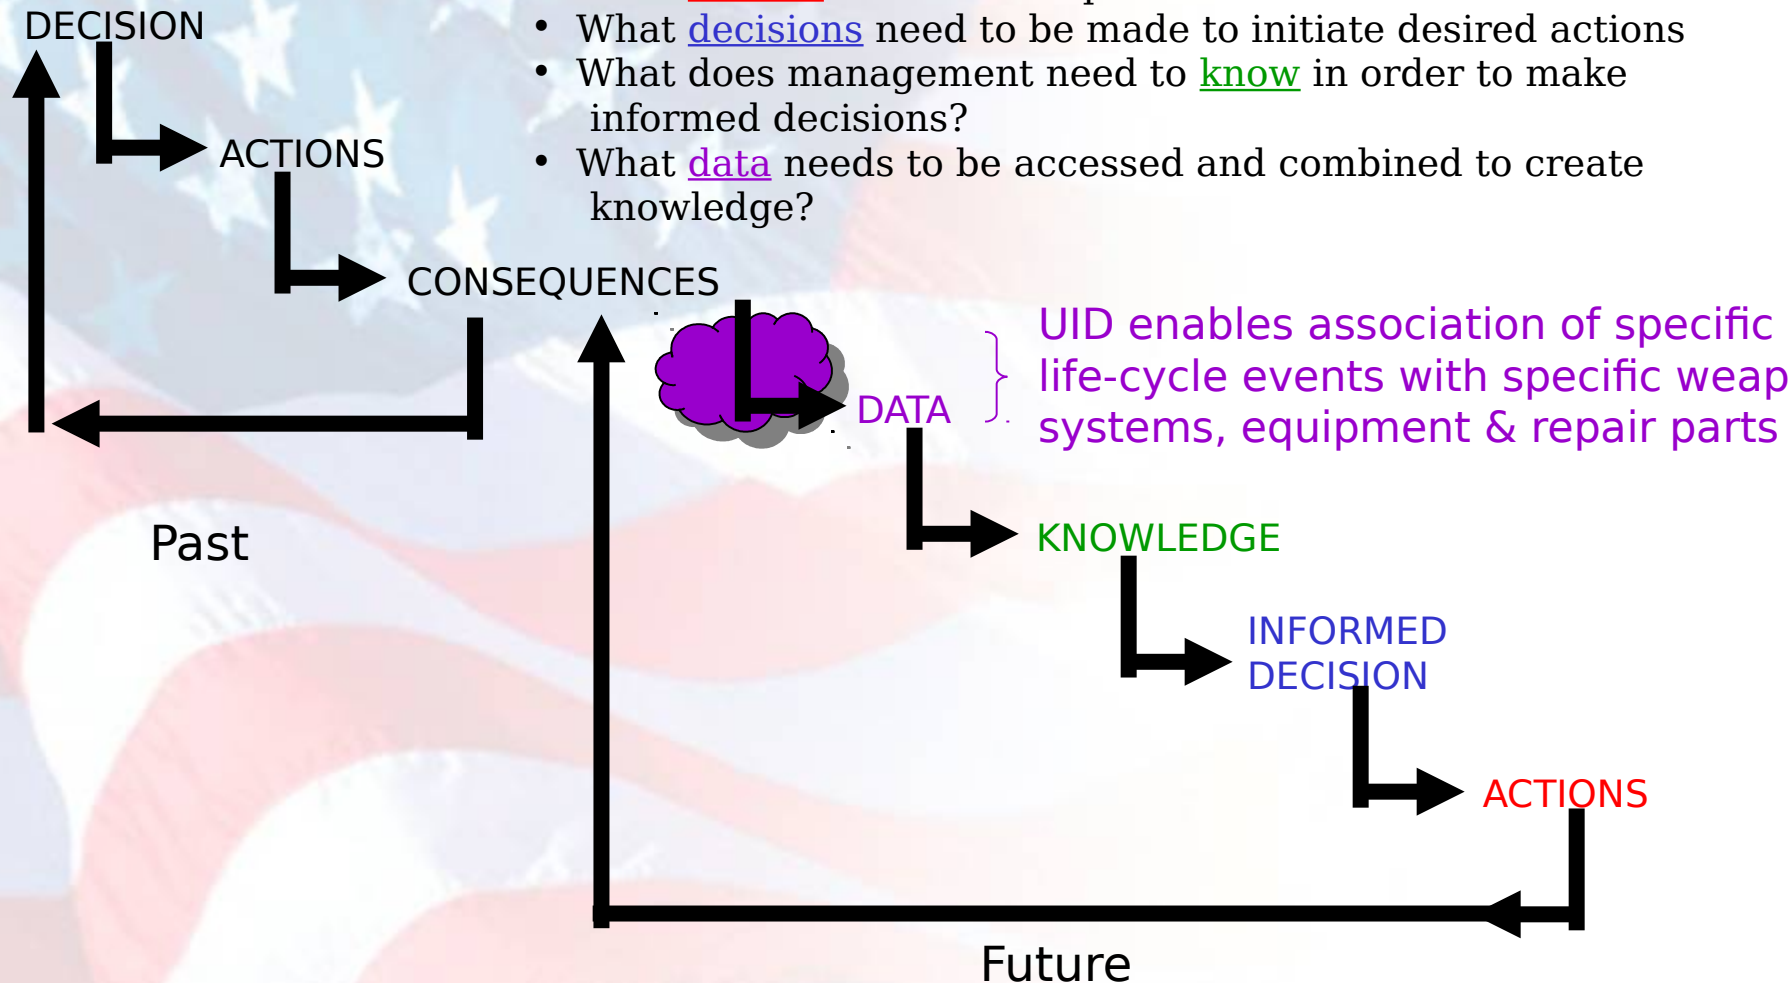 DECISION
• What decisions need to be made to initiate desired actions
• What does management need to know in order to make
informed decisions?
• What data needs to be accessed and combined to create
knowledge?
ACTIONS
CONSEQUENCES
UID enables association of specific
life-cycle events with specific weap
systems, equipment & repair parts
DATA
Past
KNOWLEDGE
INFORMED
DECISION
ACTIONS
Future